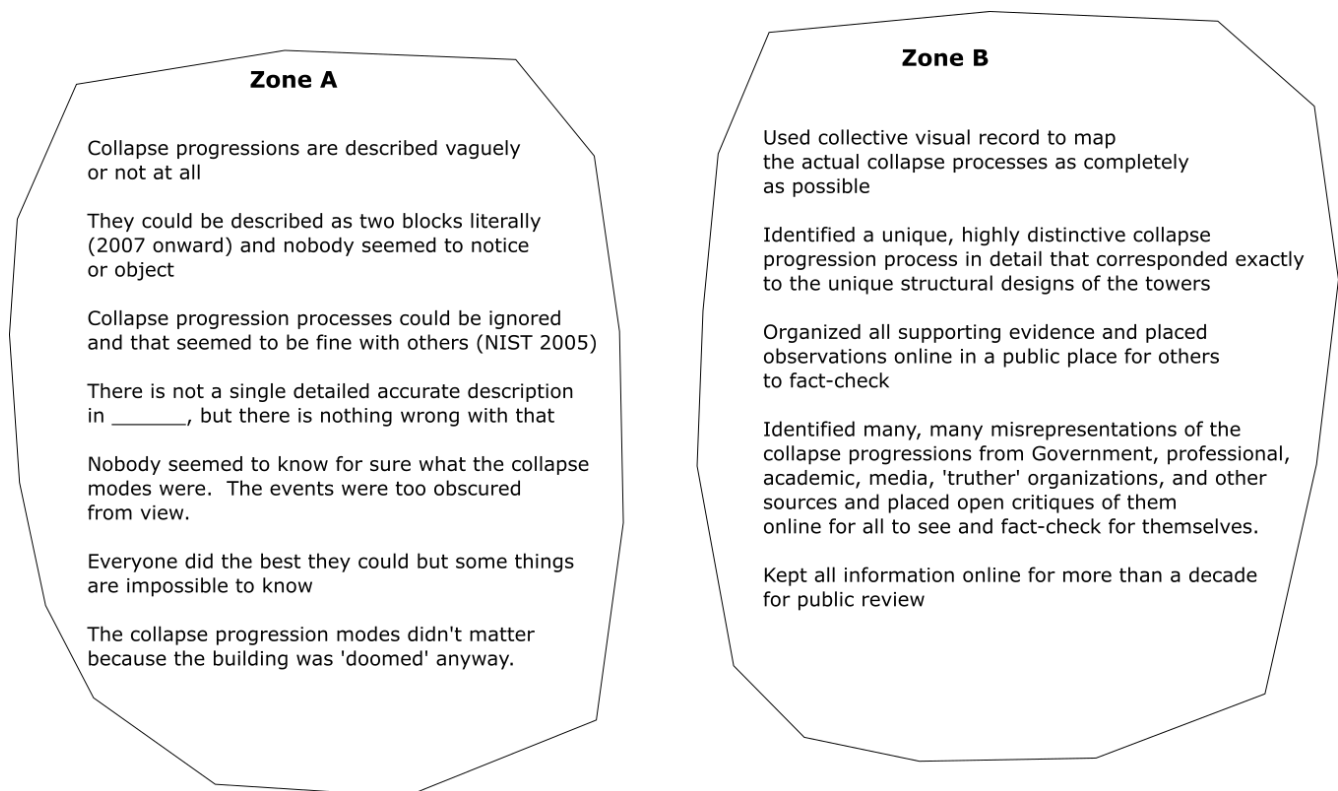 Zone A
Collapse progressions are described vaguely
or not at all
They could be described as two blocks literally
(2007 onward) and nobody seemed to notice
or object
Collapse progression processes could be ignored
and that seemed to be fine with others (NIST 2005)
There is not a single detailed accurate description
in _______, but there is nothing wrong with that
Nobody seemed to know for sure what the collapse
modes were.  The events were too obscured
from view.
Everyone did the best they could but some things
are impossible to know
The collapse progression modes didn't matter
because the building was 'doomed' anyway.
Zone B
Used collective visual record to map
the actual collapse processes as completely
as possible
Identified a unique, highly distinctive collapse
progression process in detail that corresponded exactly
to the unique structural designs of the towers
Organized all supporting evidence and placed
observations online in a public place for others
to fact-check
Identified many, many misrepresentations of the
collapse progressions from Government, professional,
academic, media, 'truther' organizations, and other
sources and placed open critiques of them
online for all to see and fact-check for themselves.
Kept all information online for more than a decade
for public review